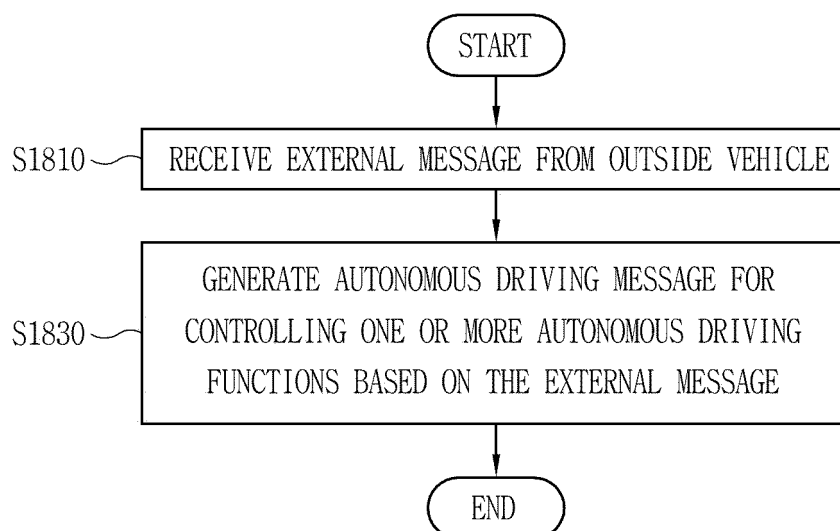 START
S1810
RECEIVE EXTERNAL MESSAGE FROM OUTSIDE VEHICLE
S1830
GENERATE AUTONOMOUS DRIVING MESSAGE FOR
CONTROLLING ONE OR MORE AUTONOMOUS DRIVING
FUNCTIONS BASED ON THE EXTERNAL MESSAGE
END